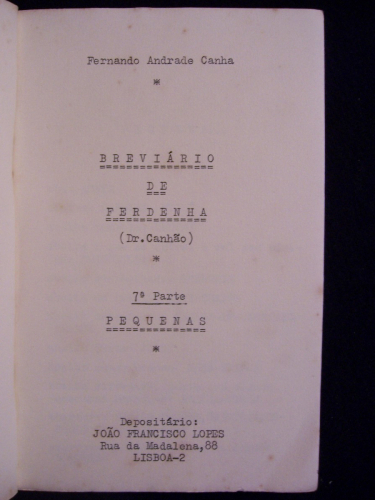 Fernando Andrade Canha
*
BREVIÁRIO
DE
FERDENHA
(Dr.Canhão)
*
7ª Parte
PEQUENAS
*
Depositário:
JOÃO FRANCISCO LOPES
Rua da Madalena,88
LISBOA-2